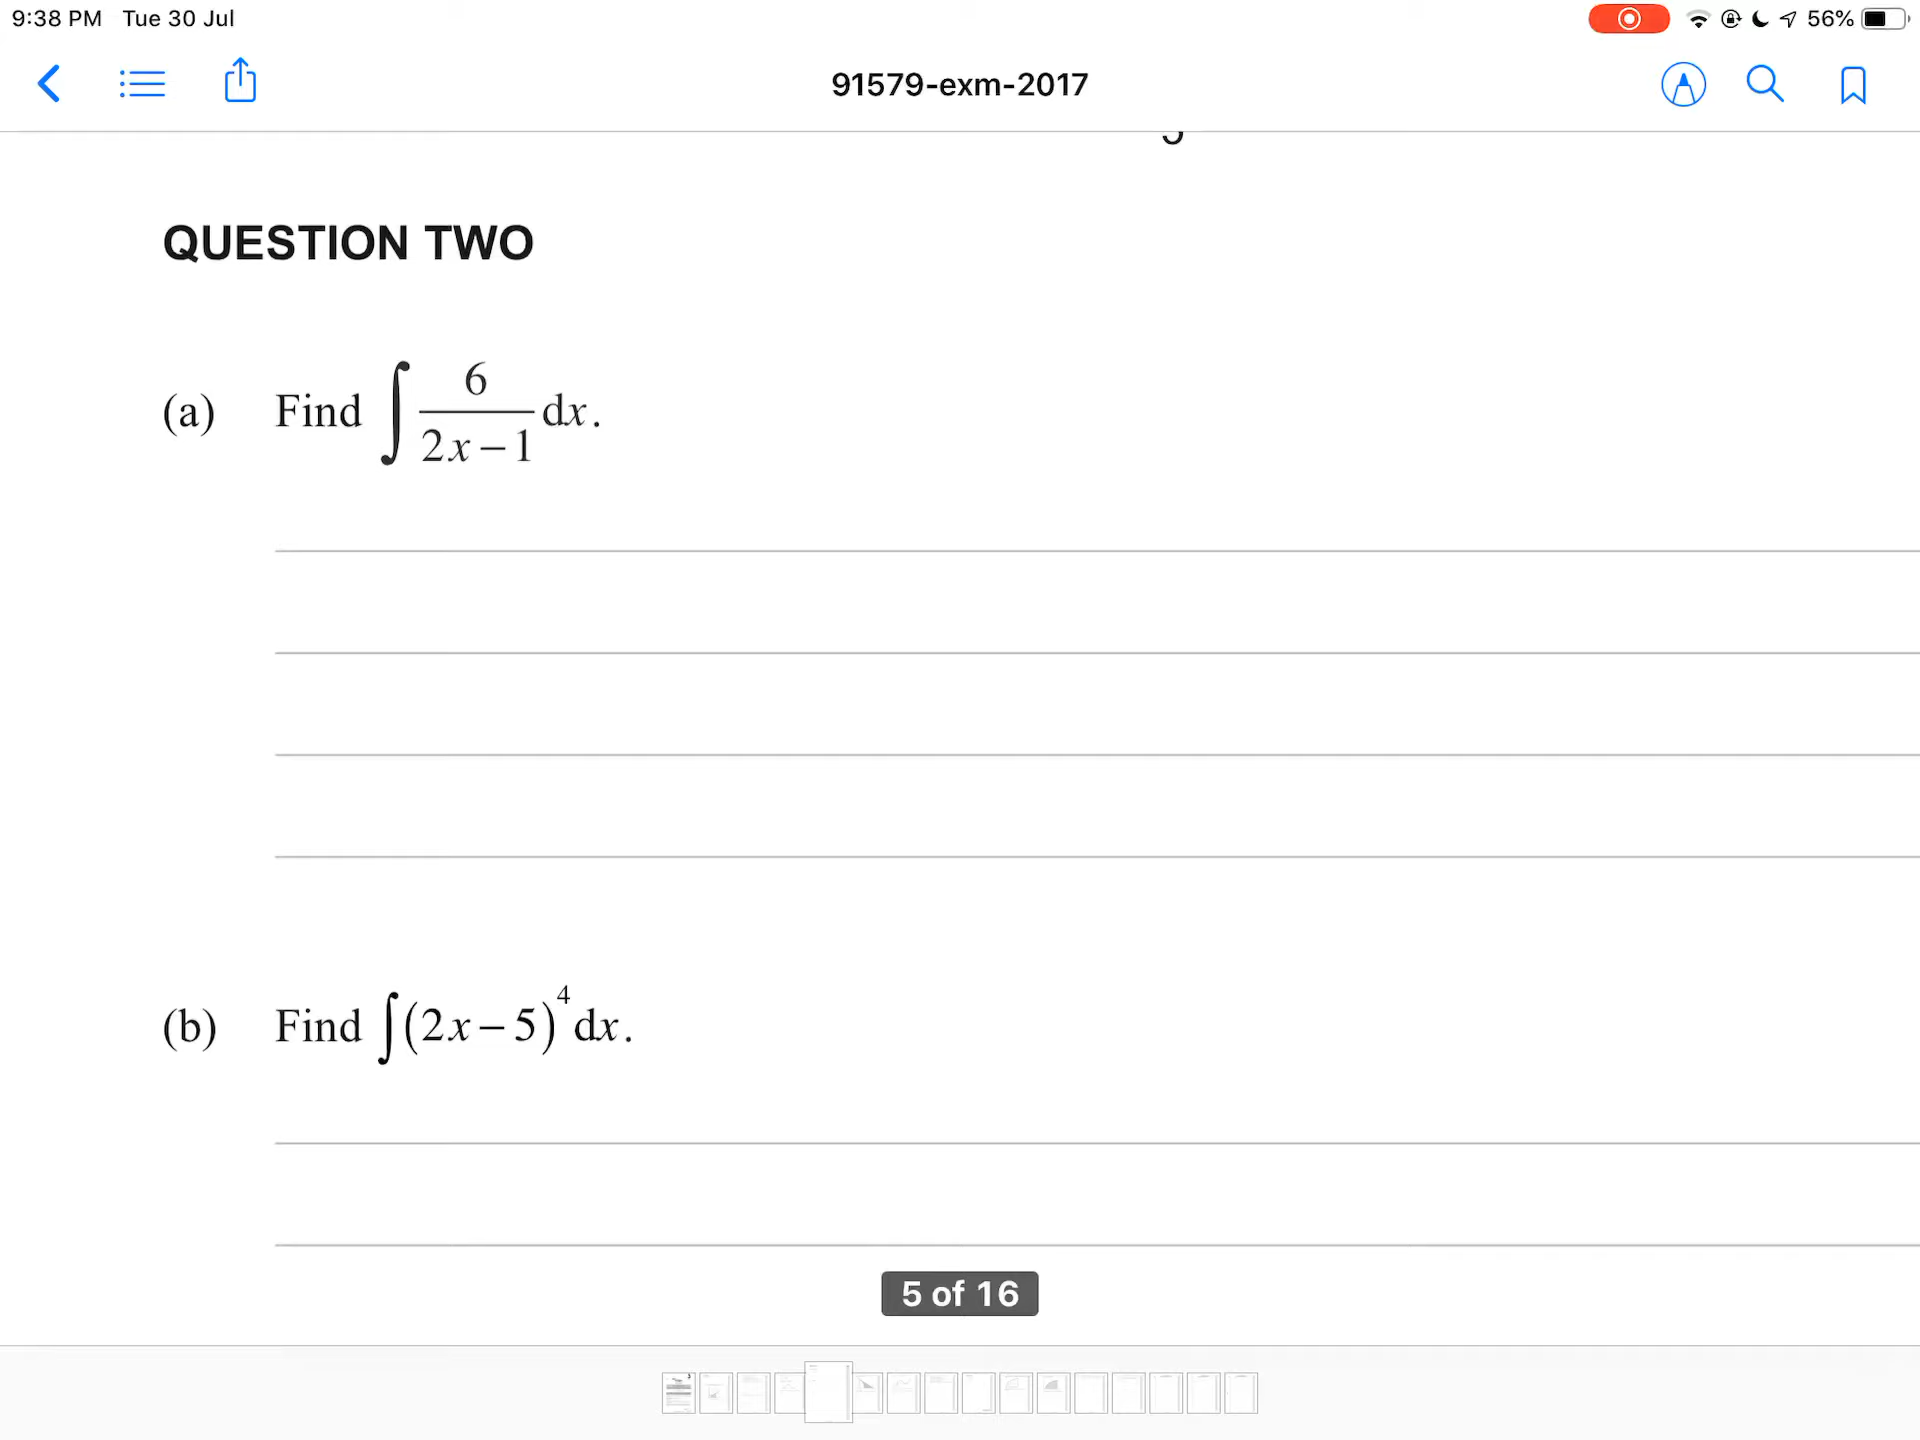 9:38 PM Tue 30 Jul 56%
91579-exm-2017
QUESTION TWO
(a) Find ∫ 6/(2x – 1) dx.
(b) Find ∫(2x – 5)⁴ dx.
5 of 16